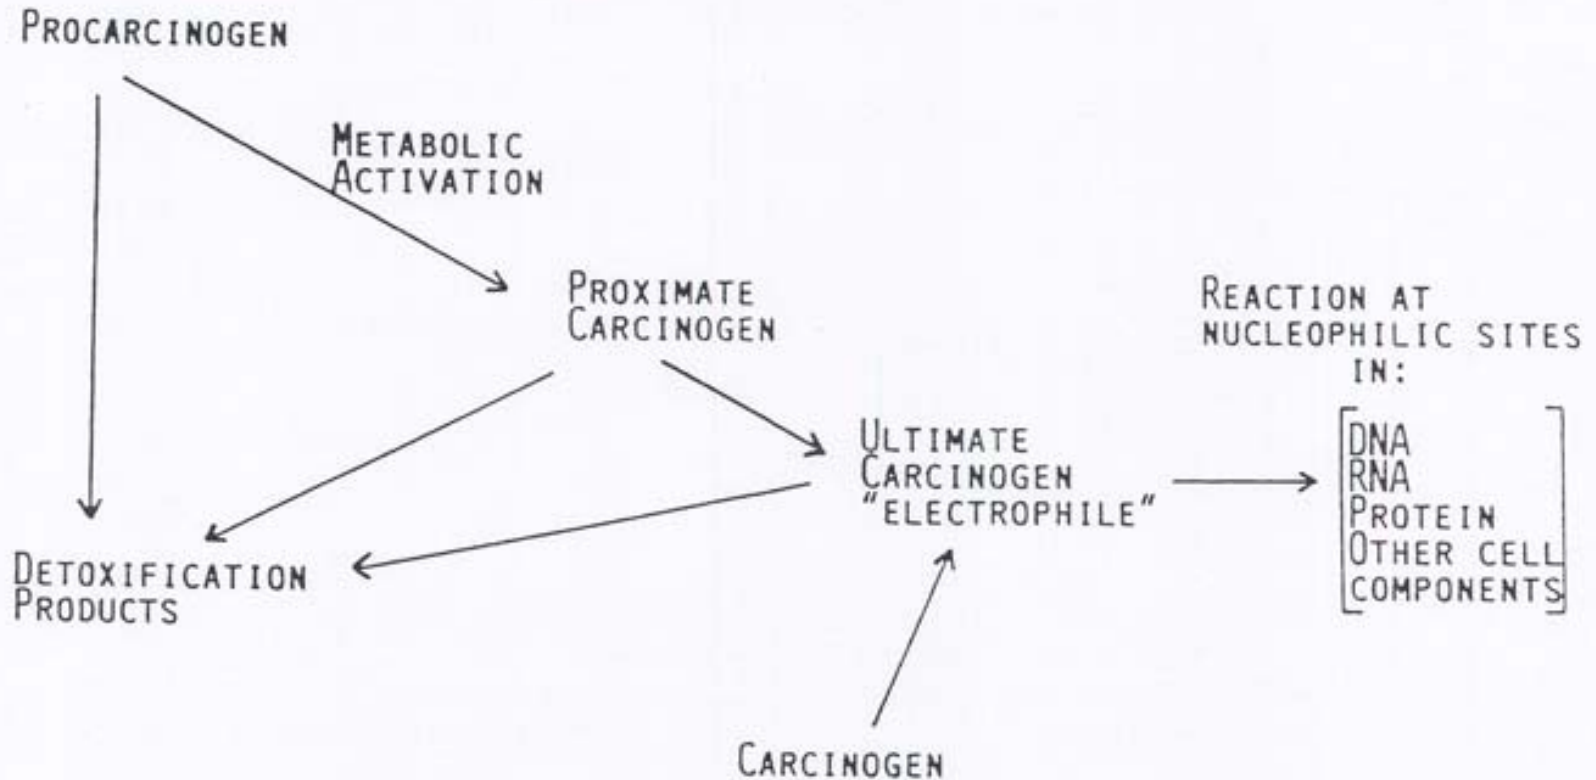 PROCARCINOGEN
METABOLIC
ACTIVATION
PROXIMATE
CARCINOGEN
REACTION AT
NUCLEOPHILIC SITES
IN:
ULTIMATE
CARCINOGEN
"ELECTROPHILE"
DNA
RNA
PROTEIN
OTHER CELL
COMPONENTS
DETOXIFICATION
PRODUCTS
CARCINOGEN